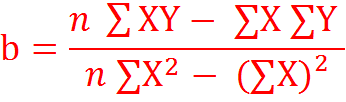 b = n ∑ XY − ∑X ∑Y / n ∑X² − (∑X)²